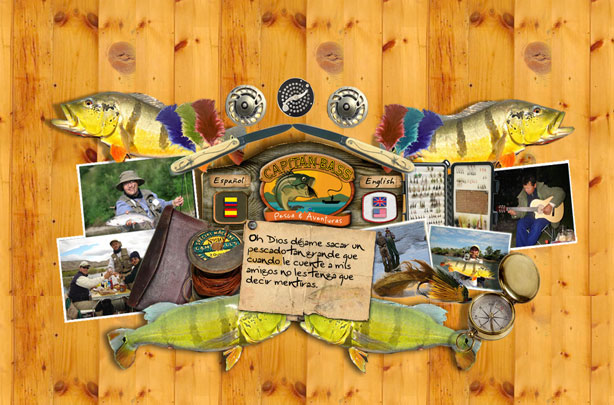 CAPITAN-BASS
Pesca & Aventuras
Español
English
Oh Dios déjame sacar un
pescado tan grande que
cuando le cuente a mis
amigos no les tenga que
decir mentiras.